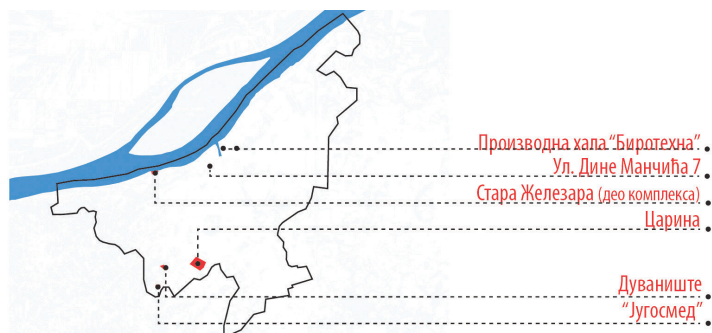 Производна хала “Биротехна”
Ул. Дине Манчића 7
Стара Железара (део комплекса)
Царина
Дуваниште
“Југосмед”